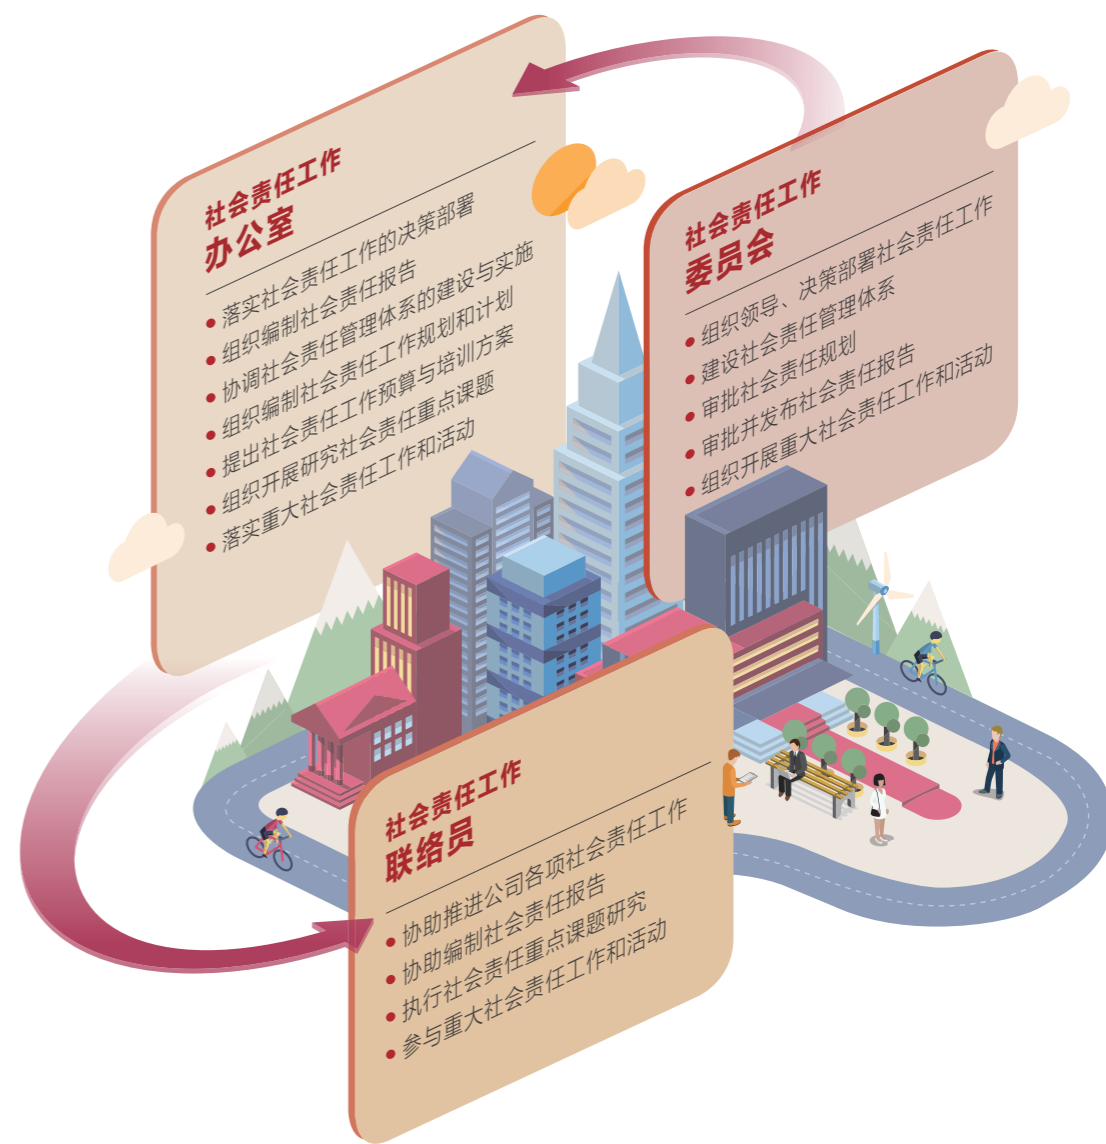 社会责任工作
办公室
• 落实社会责任工作的决策部署
• 组织编制社会责任报告
• 协调社会责任管理体系的建设与实施
• 组织编制社会责任工作规划和计划
• 提出社会责任工作预算与培训方案
• 组织开展研究社会责任重点课题
• 落实重大社会责任工作和活动
社会责任工作
委员会
• 组织领导、决策部署社会责任工作
• 建设社会责任管理体系
• 审批社会责任规划
• 审批并发布社会责任报告
• 组织开展重大社会责任工作和活动
社会责任工作
联络员
• 协助推进公司各项社会责任工作
• 协助编制社会责任报告
• 执行社会责任重点课题研究
• 参与重大社会责任工作和活动